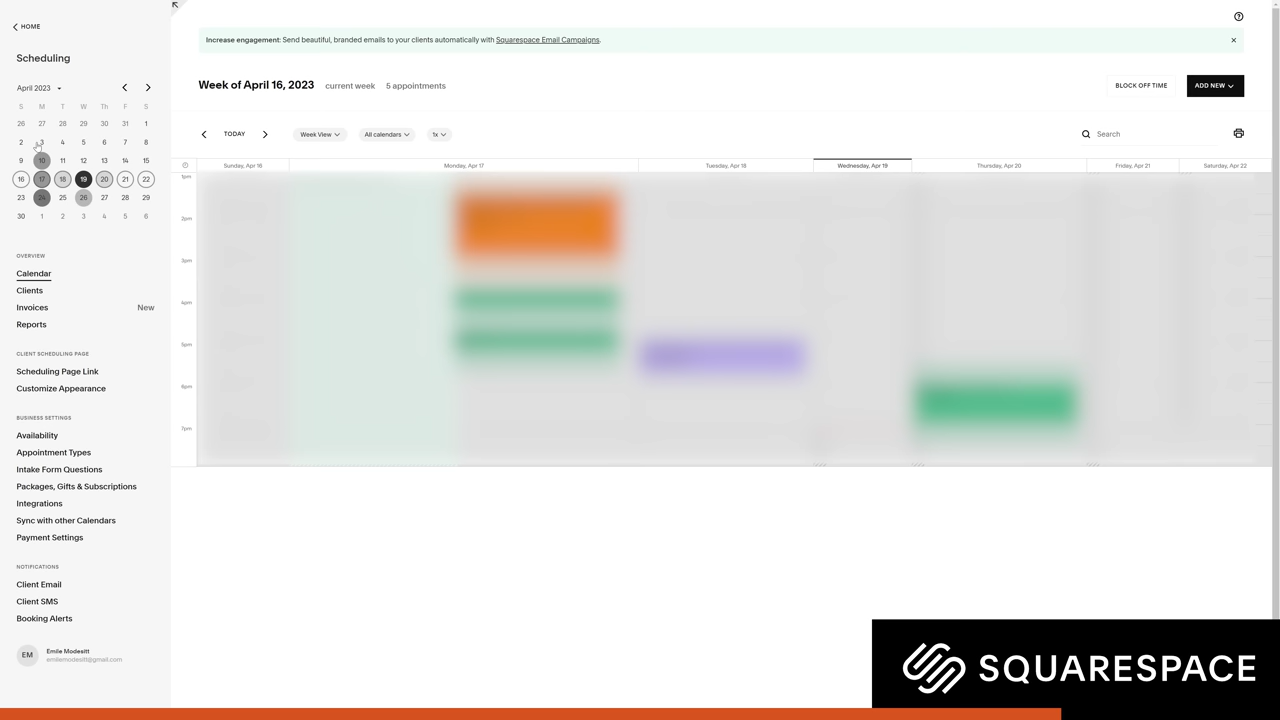 HOME
Scheduling
April 2023
S M T W Th F S
26 27 28 29 30 31 1
2 3 4 5 6 7 8
9 10 11 12 13 14 15
16 17 18 19 20 21 22
23 24 25 26 27 28 29
30 1 2 3 4 5 6
OVERVIEW
Calendar
Clients
Invoices New
Reports
CLIENT SCHEDULING PAGE
Scheduling Page Link
Customize Appearance
BUSINESS SETTINGS
Availability
Appointment Types
Intake Form Questions
Packages, Gifts & Subscriptions
Integrations
Sync with other Calendars
Payment Settings
NOTIFICATIONS
Client Email
Client SMS
Booking Alerts
EM Emile Modesitt
emilemodesitt@gmail.com
Increase engagement: Send beautiful, branded emails to your clients automatically with Squarespace Email Campaigns.
Week of April 16, 2023 current week 5 appointments BLOCK OFF TIME ADD NEW
TODAY Week View All calendars 1x Search
Sunday, Apr 16 Monday, Apr 17 Tuesday, Apr 18 Wednesday, Apr 19 Thursday, Apr 20 Friday, Apr 21 Saturday, Apr 22
1pm
2pm
3pm
4pm
5pm
6pm
7pm
SQUARESPACE